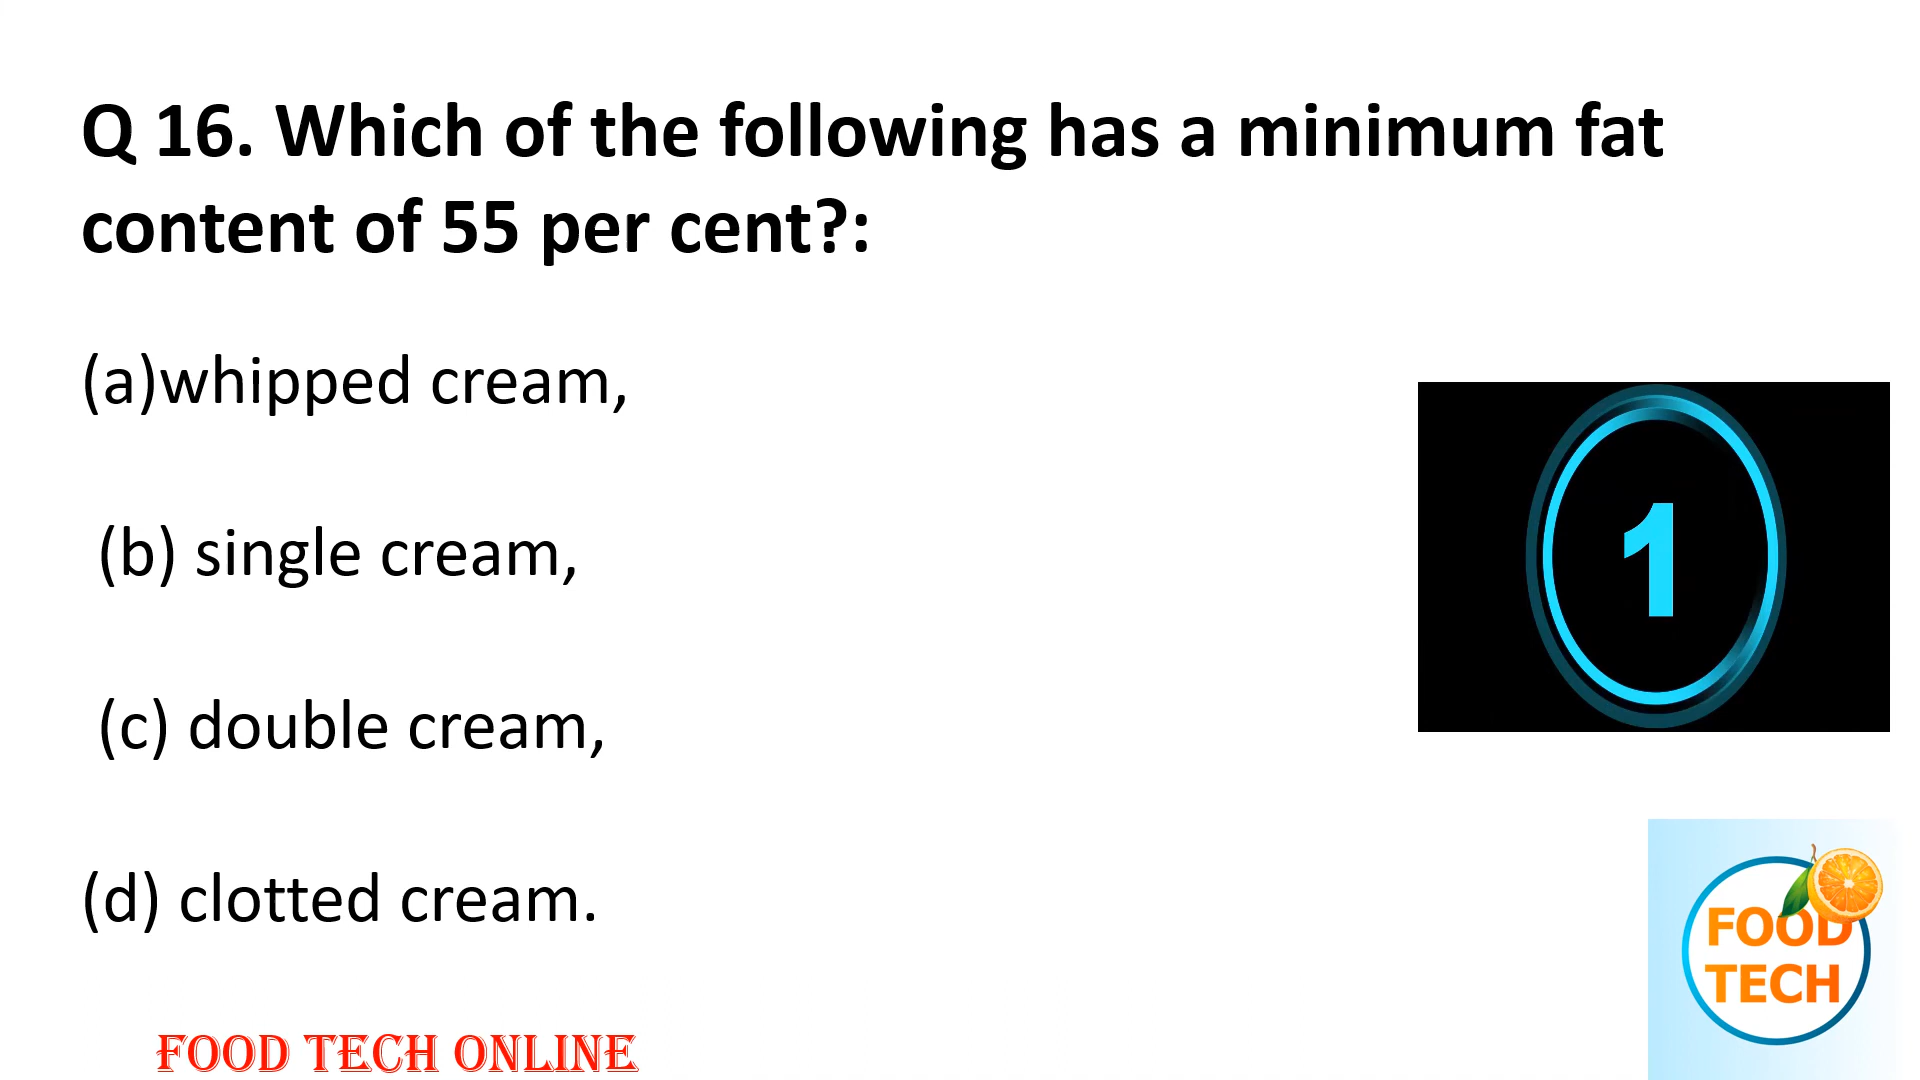 Q 16. Which of the following has a minimum fat
content of 55 per cent?:
(a)whipped cream,
(b) single cream,
(c) double cream,
(d) clotted cream.
1
FOOD
TECH
FOOD TECH ONLINE